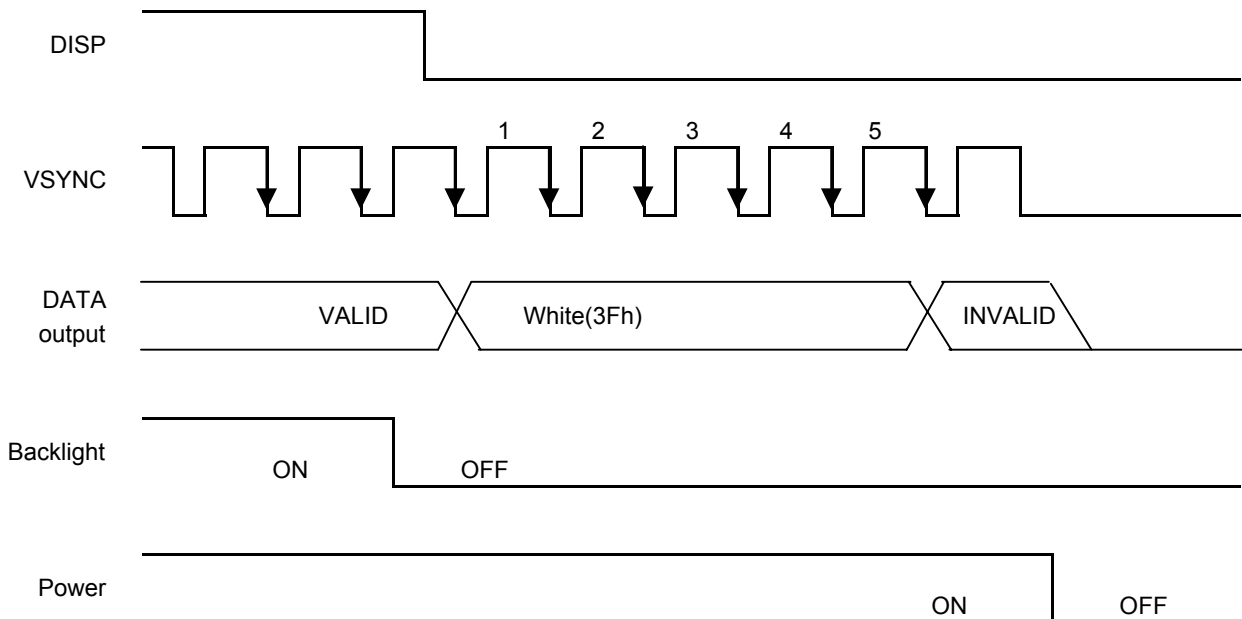 DISP
1 2 3 4 5
VSYNC
DATA
output
VALID White(3Fh) INVALID
Backlight
ON OFF
Power
ON OFF